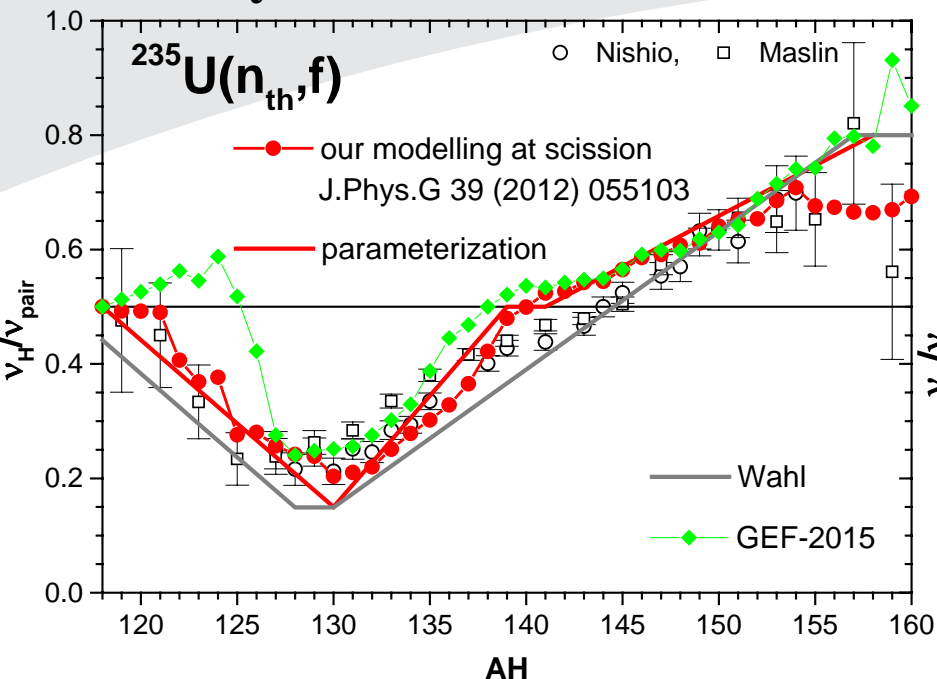 1.0
²³⁵U(nₜₕ,f)
Nishio, Maslin
0.8
our modelling at scission
J.Phys.G 39 (2012) 055103
parameterization
0.6
νH/νpair
0.4
Wahl
0.2
GEF-2015
0.0
120 125 130 135 140 145 150 155 160
AH